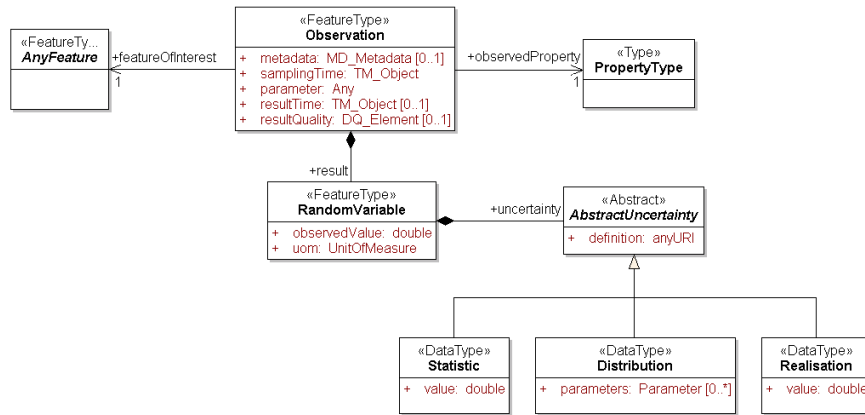 «FeatureType»
Observation
+ metadata: MD_Metadata [0..1]
+ samplingTime: TM_Object
+ parameter: Any
+ resultTime: TM_Object [0..1]
+ resultQuality: DQ_Element [0..1]
«FeatureTy...
AnyFeature
+featureOfInterest
1
+observedProperty
1
«Type»
PropertyType
+result
«FeatureType»
RandomVariable
+ observedValue: double
+ uom: UnitOfMeasure
+uncertainty
«Abstract»
AbstractUncertainty
+ definition: anyURI
«DataType»
Statistic
+ value: double
«DataType»
Distribution
+ parameters: Parameter [0..*]
«DataType»
Realisation
+ value: double